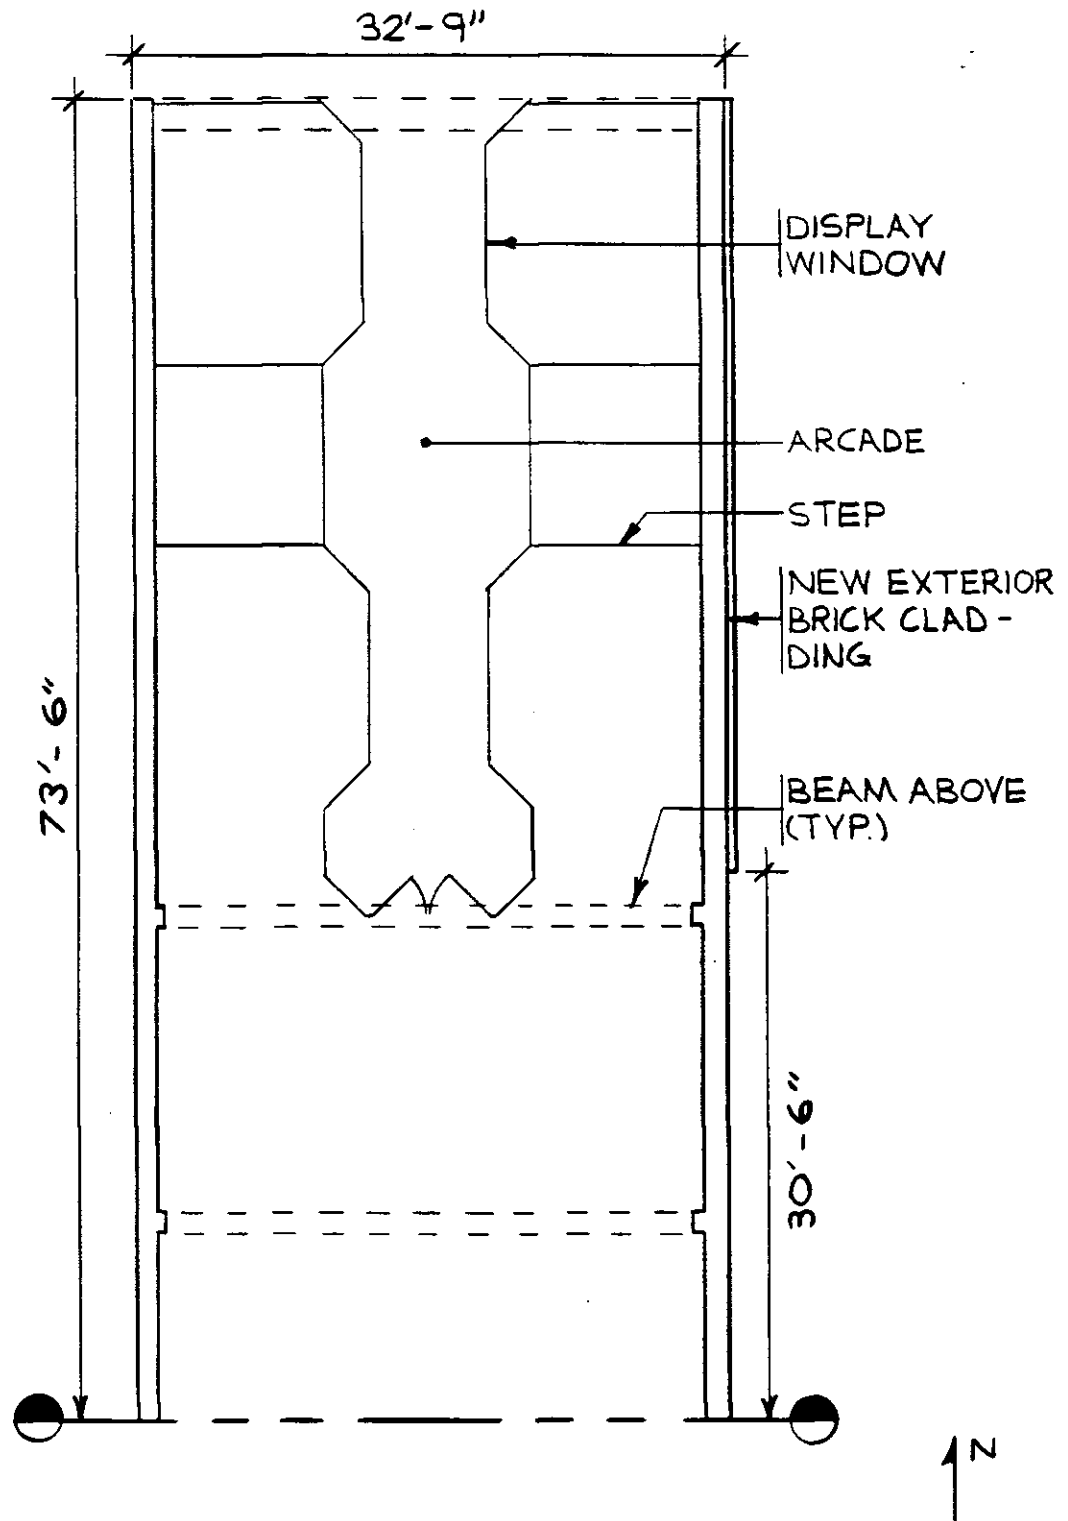 32'-9"
DISPLAY
WINDOW
ARCADE
STEP
NEW EXTERIOR
BRICK CLAD-
DING
73'-6"
BEAM ABOVE
(TYP.)
30'-6"
N